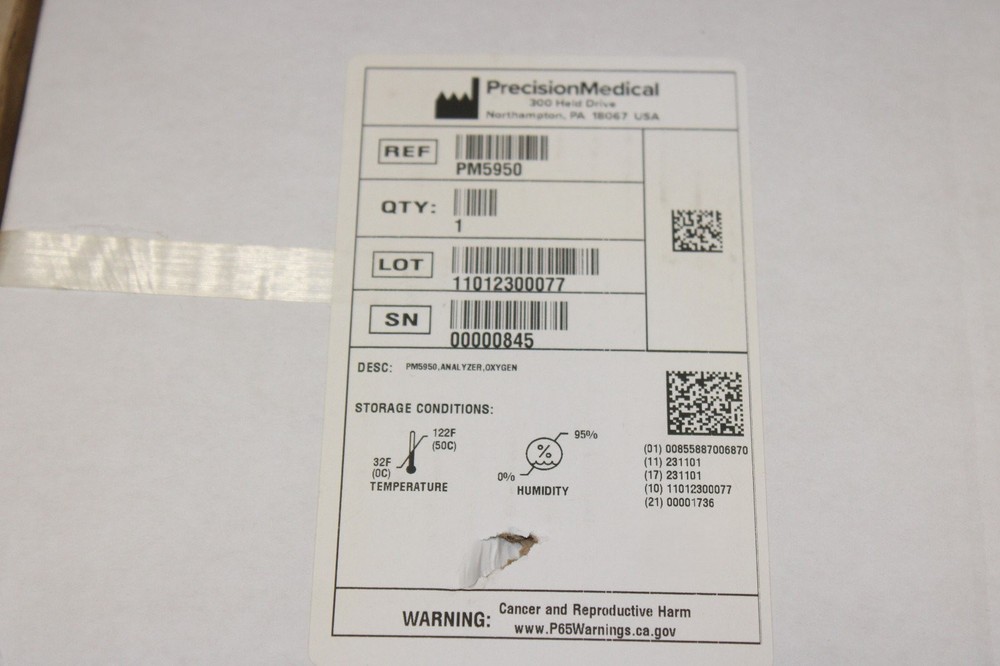 PrecisionMedical
300 Held Drive
Northampton, PA 18067 USA
REF
PM5950
QTY:
1
LOT
11012300077
SN
00000845
DESC: PM5950,ANALYZER,OXYGEN
STORAGE CONDITIONS:
122F
(50C)
32F
(0C)
TEMPERATURE
95%
%
0%
HUMIDITY
(01) 00855887006870
(11) 231101
(17) 231101
(10) 11012300077
(21) 00001736
WARNING: Cancer and Reproductive Harm
www.P65Warnings.ca.gov